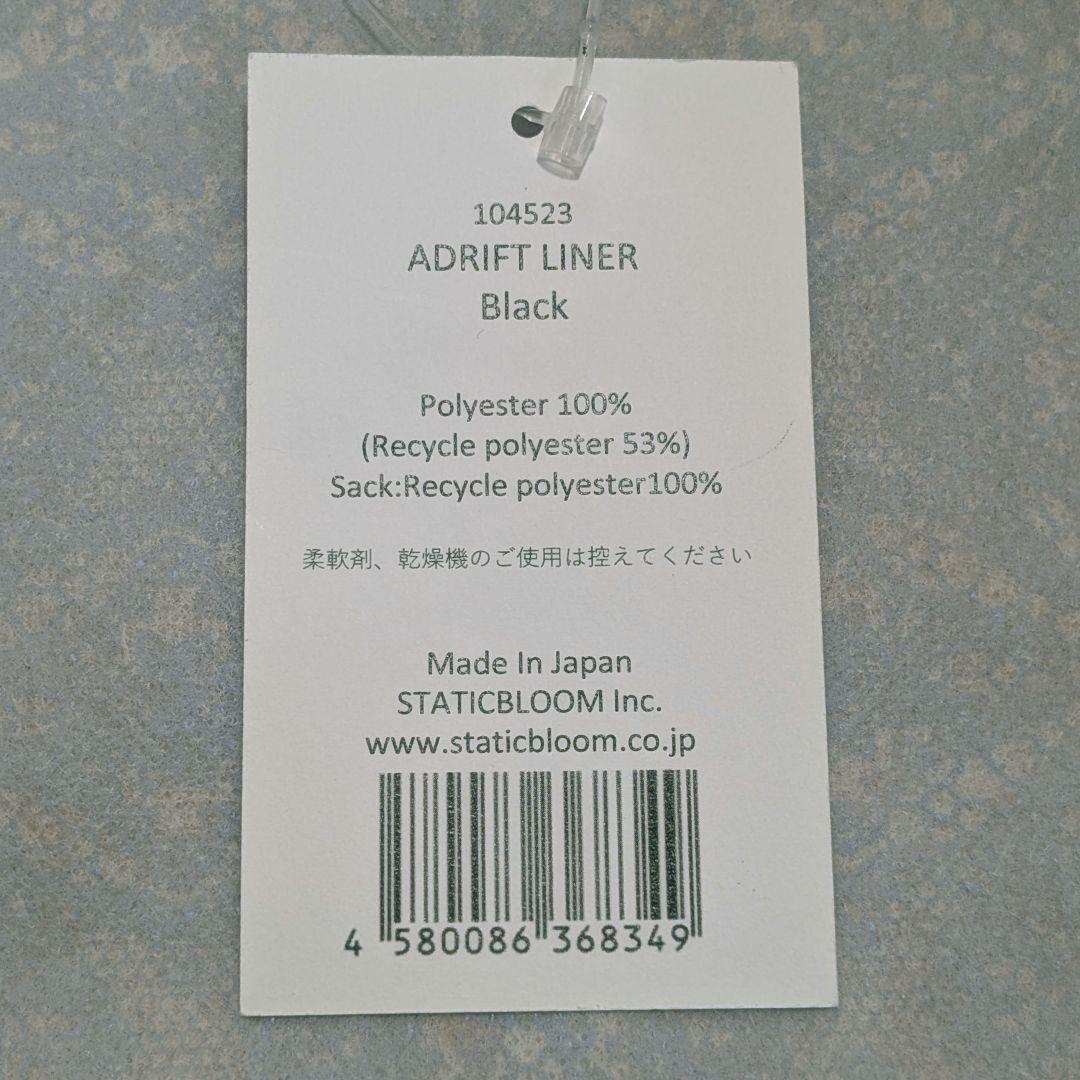 104523
ADRIFT LINER
Black
Polyester 100%
(Recycle polyester 53%)
Sack:Recycle polyester100%
柔軟剤、乾燥機のご使用は控えてください
Made In Japan
STATICBLOOM Inc.
www.staticbloom.co.jp
4 580086 368349